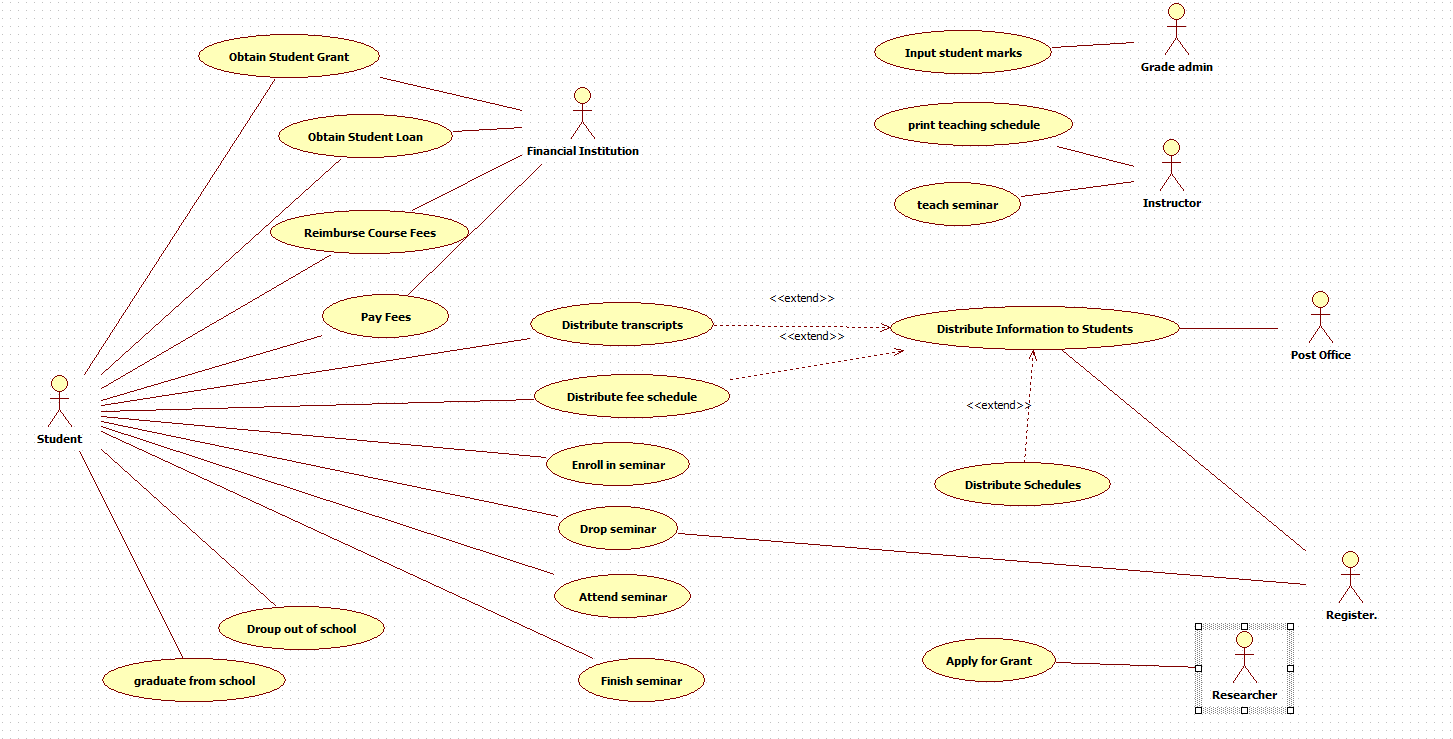 Obtain Student Grant
Input student marks
Grade admin
Obtain Student Loan
print teaching schedule
Financial Institution
teach seminar
Instructor
Reimburse Course Fees
Pay Fees
<<extend>>
Distribute transcripts
Distribute Information to Students
<<extend>>
Post Office
Distribute fee schedule
<<extend>>
Student
Enroll in seminar
Distribute Schedules
Drop seminar
Attend seminar
Register.
Droup out of school
Apply for Grant
graduate from school
Finish seminar
Researcher